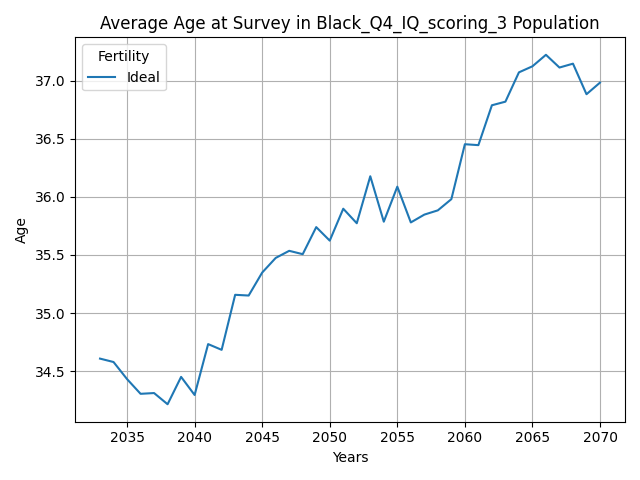 Average Age at Survey in Black_Q4_IQ_scoring_3 Population
Fertility
Ideal
37.0
36.5
36.0
35.5
35.0
34.5
Age
2035 2040 2045 2050 2055 2060 2065 2070
Years